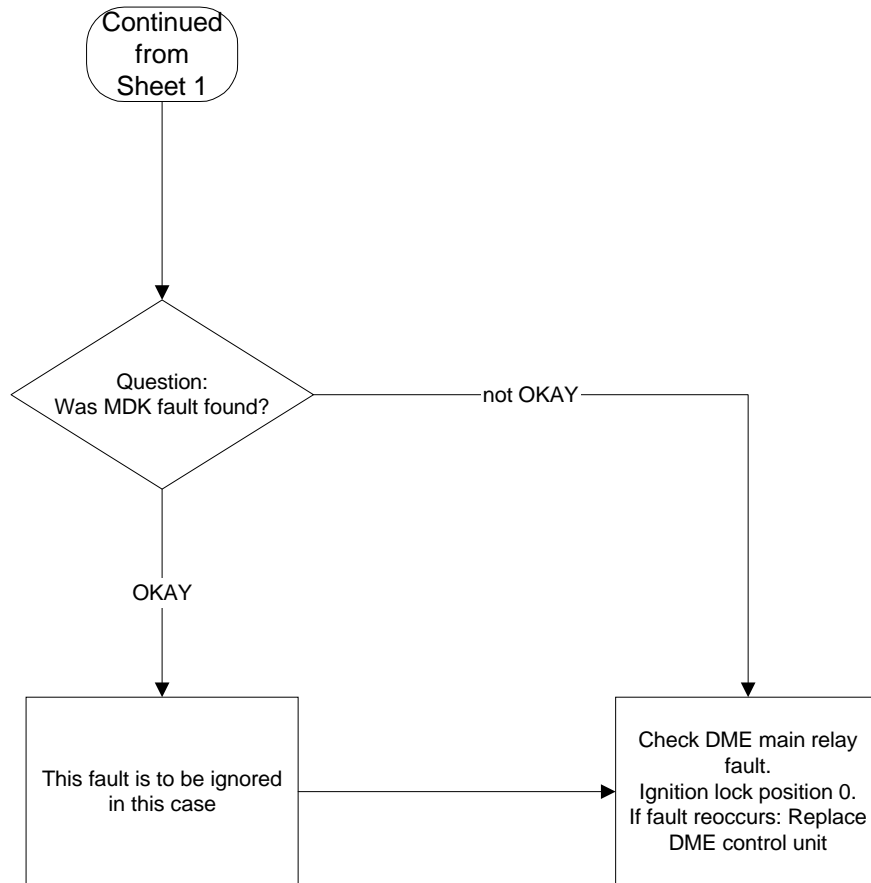 Continued
from
Sheet 1
Question:
Was MDK fault found?
not OKAY
OKAY
This fault is to be ignored
in this case
Check DME main relay
fault.
Ignition lock position 0.
If fault reoccurs: Replace
DME control unit